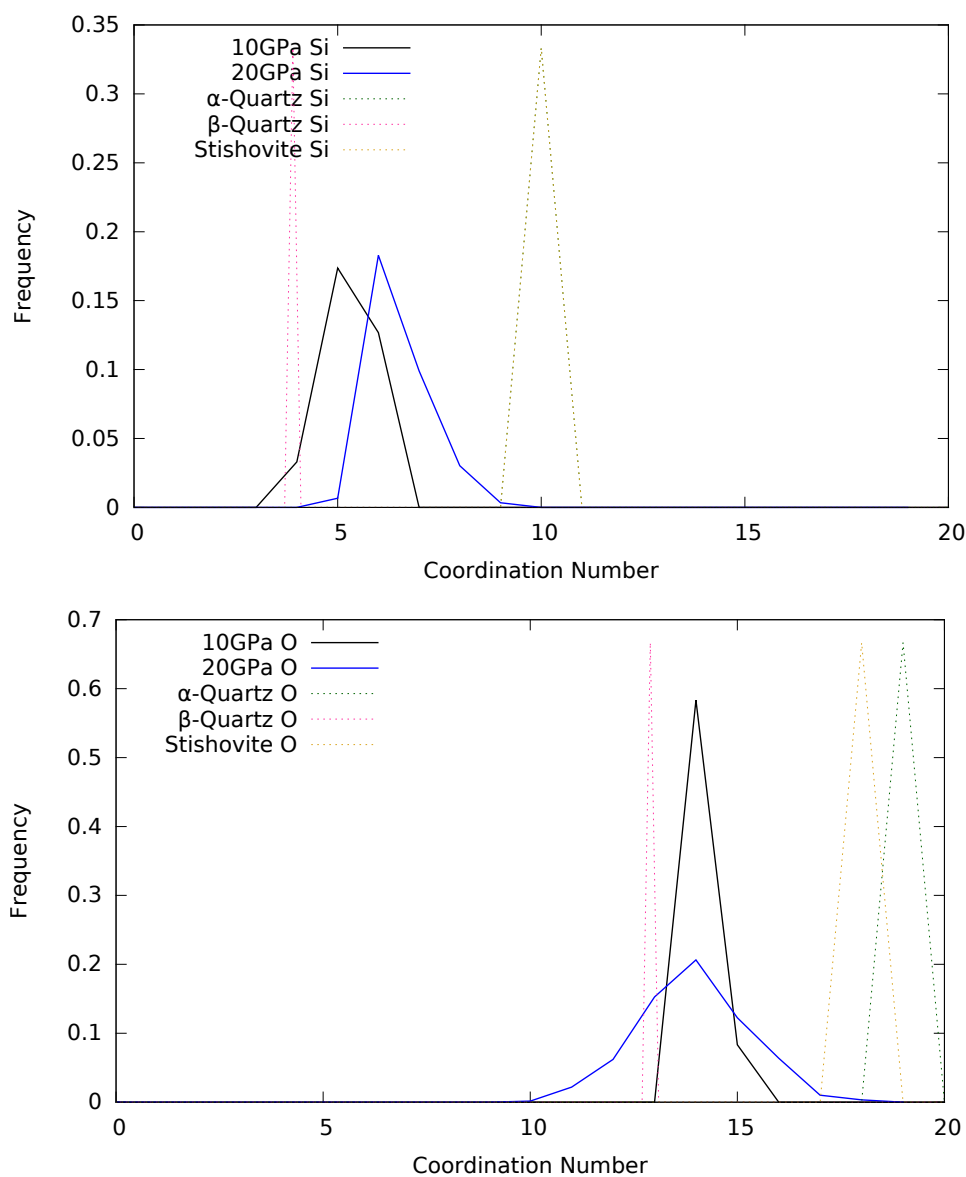 0.35
0.3
0.25
0.2
0.15
0.1
0.05
0
Frequency
10GPa Si
20GPa Si
α-Quartz Si
β-Quartz Si
Stishovite Si
0 5 10 15 20
Coordination Number
0.7
0.6
0.5
0.4
0.3
0.2
0.1
0
Frequency
10GPa O
20GPa O
α-Quartz O
β-Quartz O
Stishovite O
0 5 10 15 20
Coordination Number